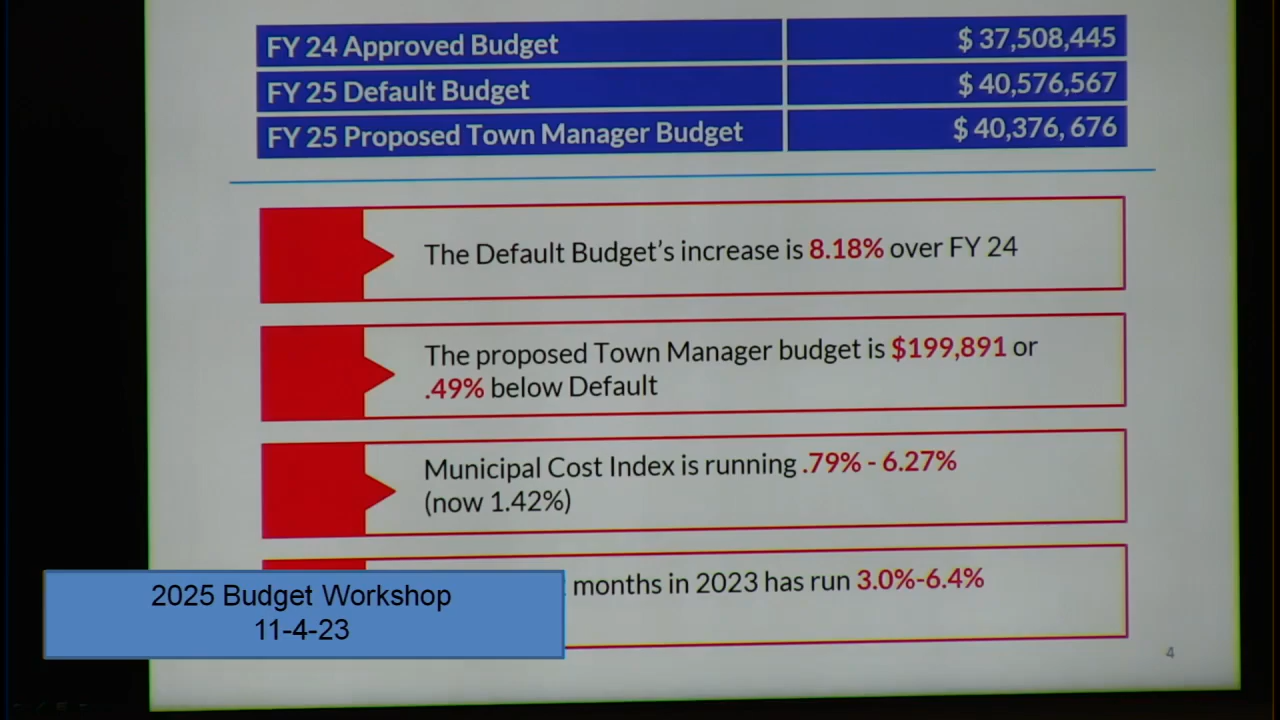 FY 24 Approved Budget $ 37,508,445
FY 25 Default Budget $ 40,576,567
FY 25 Proposed Town Manager Budget $ 40,376, 676
The Default Budget's increase is 8.18% over FY 24
The proposed Town Manager budget is $199,891 or
.49% below Default
Municipal Cost Index is running .79% - 6.27%
(now 1.42%)
months in 2023 has run 3.0%-6.4%
2025 Budget Workshop
11-4-23
4